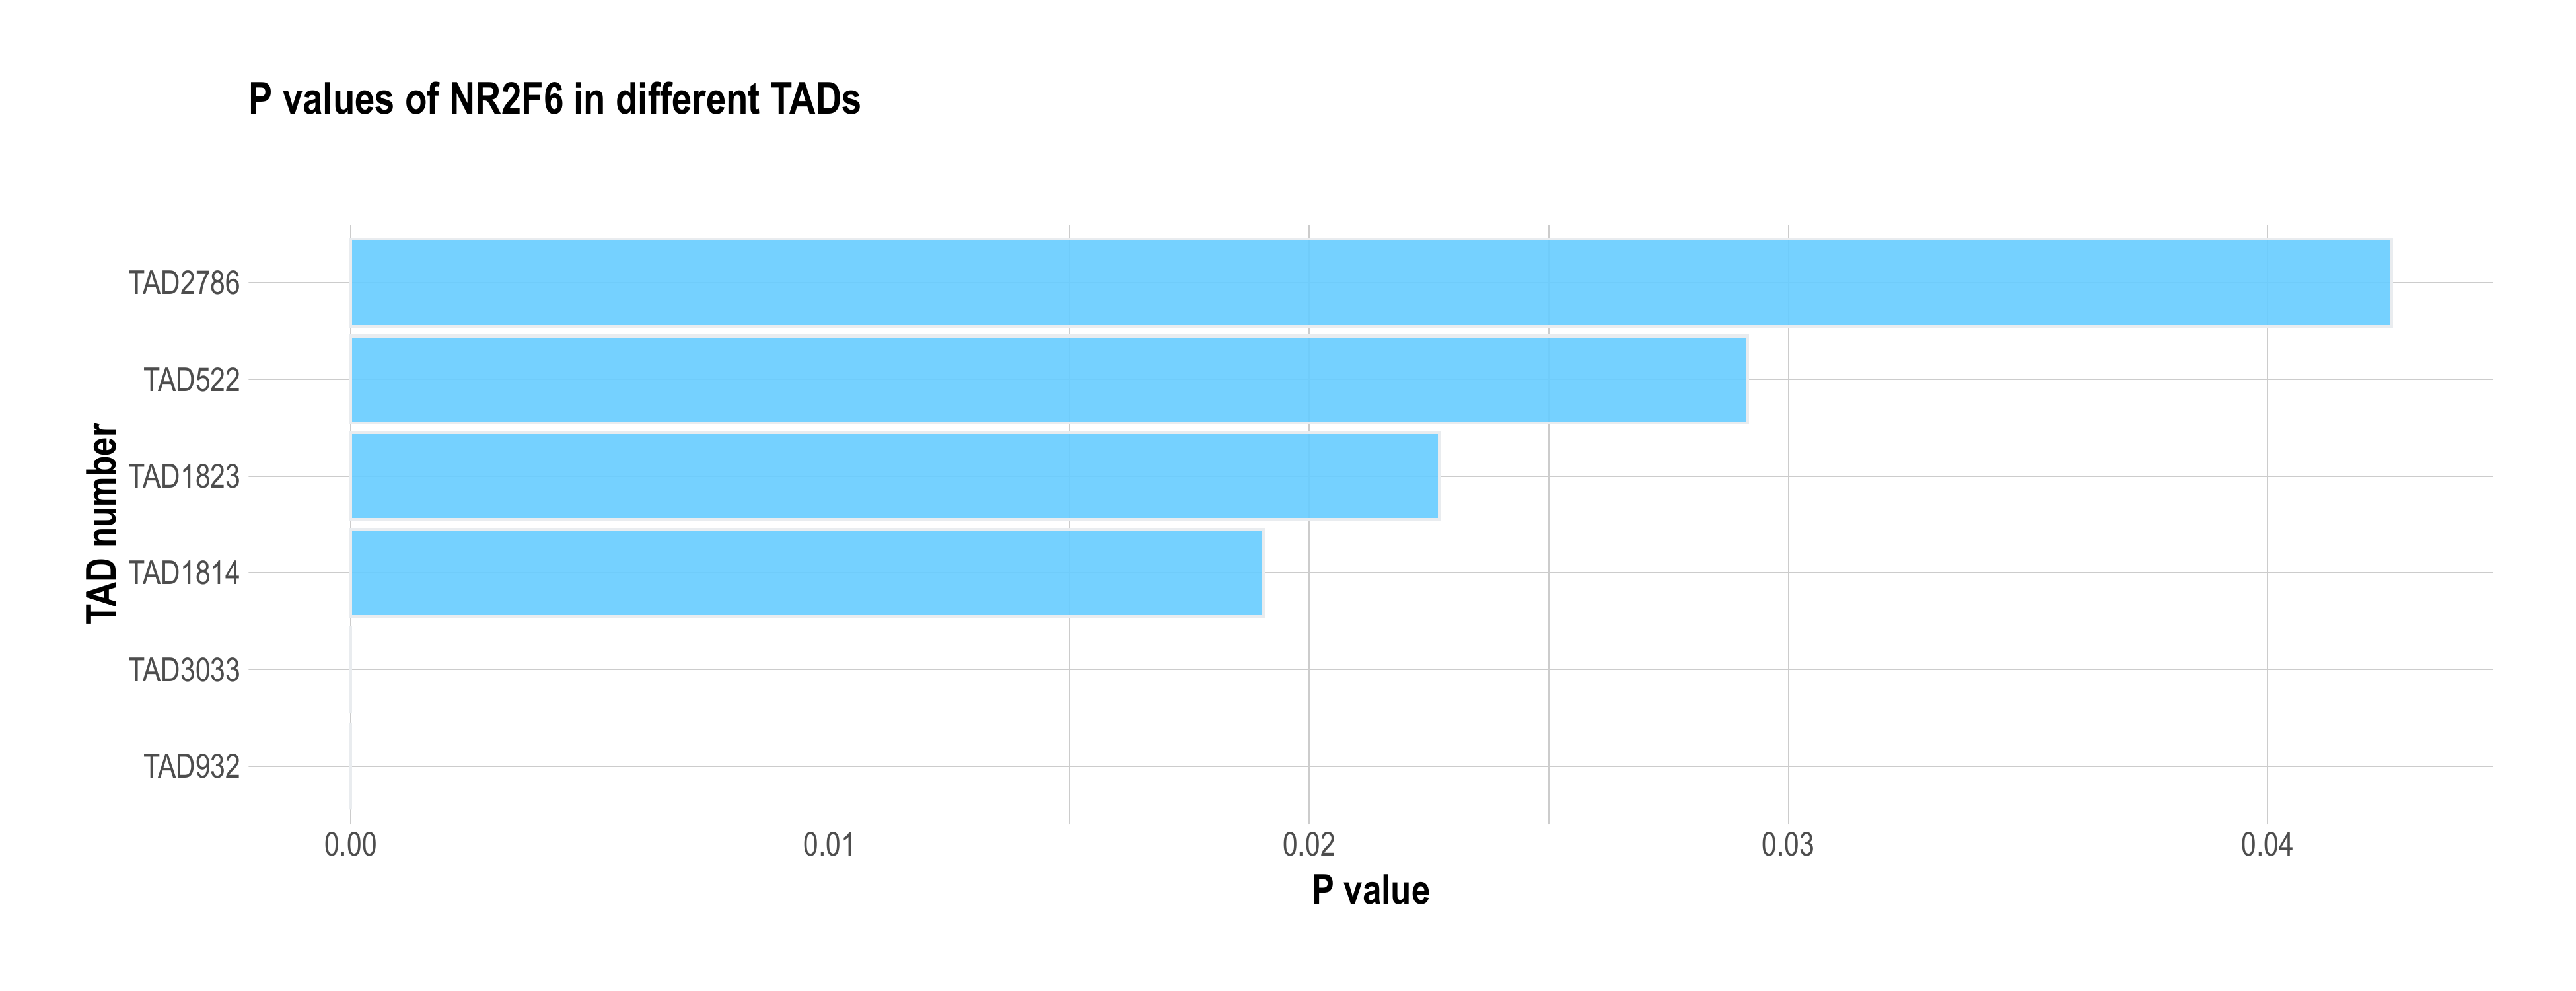 P values of NR2F6 in different TADs
TAD number
TAD2786
TAD522
TAD1823
TAD1814
TAD3033
TAD932
0.00 0.01 0.02 0.03 0.04
P value